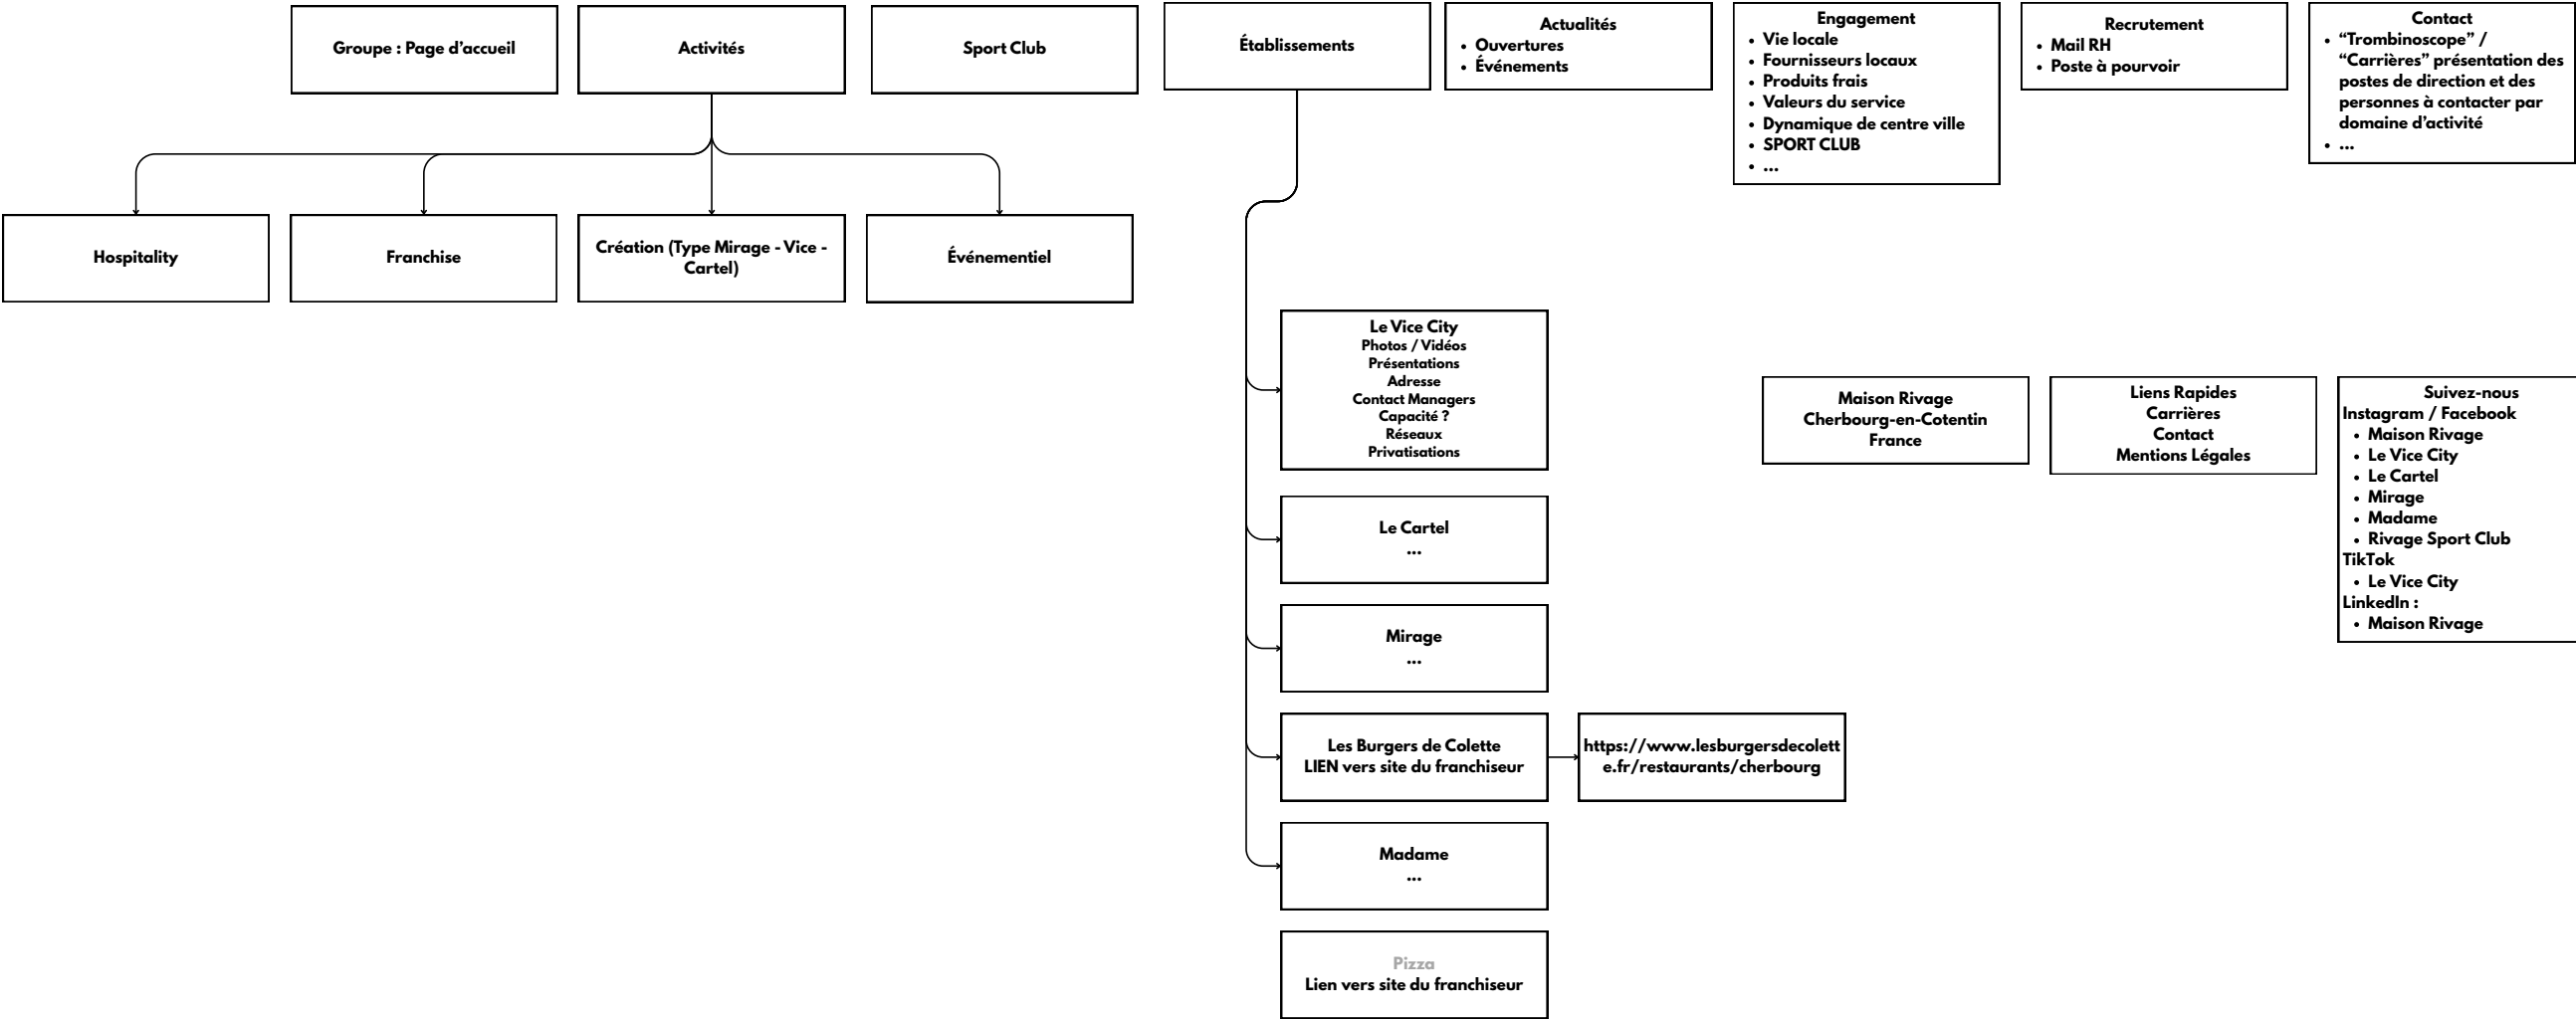 Groupe : Page d’accueil
Activités
Sport Club
Établissements
Actualités
• Ouvertures
• Événements
Engagement
• Vie locale
• Fournisseurs locaux
• Produits frais
• Valeurs du service
• Dynamique de centre ville
• SPORT CLUB
• ...
Recrutement
• Mail RH
• Poste à pourvoir
Contact
• “Trombinoscope” /
“Carrières” présentation des
postes de direction et des
personnes à contacter par
domaine d’activité
• ...
Hospitality
Franchise
Création (Type Mirage - Vice -
Cartel)
Événementiel
Le Vice City
Photos / Vidéos
Présentations
Adresse
Contact Managers
Capacité ?
Réseaux
Privatisations
Le Cartel
...
Mirage
...
Les Burgers de Colette
LIEN vers site du franchiseur
https://www.lesburgersdecolett
e.fr/restaurants/cherbourg
Madame
...
Pizza
Lien vers site du franchiseur
Maison Rivage
Cherbourg-en-Cotentin
France
Liens Rapides
Carrières
Contact
Mentions Légales
Suivez-nous
Instagram / Facebook
• Maison Rivage
• Le Vice City
• Le Cartel
• Mirage
• Madame
• Rivage Sport Club
TikTok
• Le Vice City
LinkedIn :
• Maison Rivage